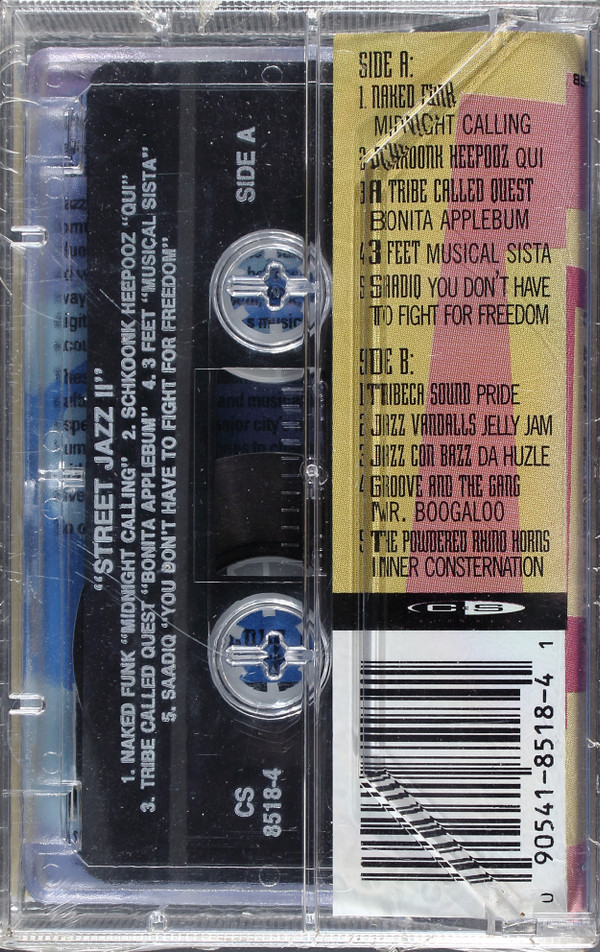 SIDE A:
1. NAKED FUNK
MIDNIGHT CALLING
2 SCHKOONK HEEPOOZ QUI
3 A TRIBE CALLED QUEST
BONITA APPLEBUM
4 3 FEET MUSICAL SISTA
5 SAADIQ YOU DON'T HAVE
TO FIGHT FOR FREEDOM
SIDE B:
1 TRIBECA SOUND PRIDE
2 JAZZ VANDALLS JELLY JAM
3 JAZZ CON BAZZ DA HUZLE
4 GROOVE AND THE GANG
MR. BOOGALOO
5 THE POWDERED RHINO HORNS
INNER CONSTERNATION
CS
U 90541-8518-4 1
"STREET JAZZ II"
1. NAKED FUNK "MIDNIGHT CALLING" 2. SCHKOONK HEEPOOZ "QUI"
3. TRIBE CALLED QUEST "BONITA APPLEBUM" 4. 3 FEET "MUSICAL SISTA"
5. SAADIQ "YOU DON'T HAVE TO FIGHT FOR FREEDOM"
SIDE A
CS
8518-4
and music
major city